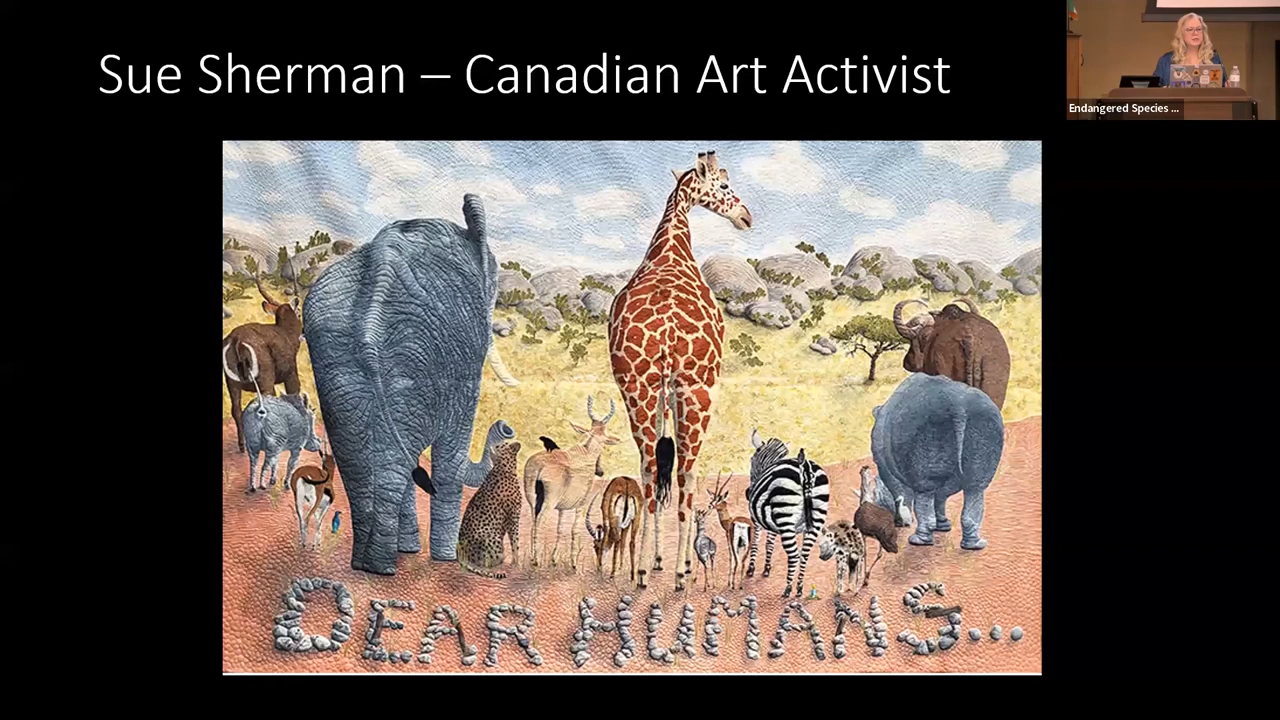 Sue Sherman – Canadian Art Activist
Endangered Species ...
DEAR HUMANS...